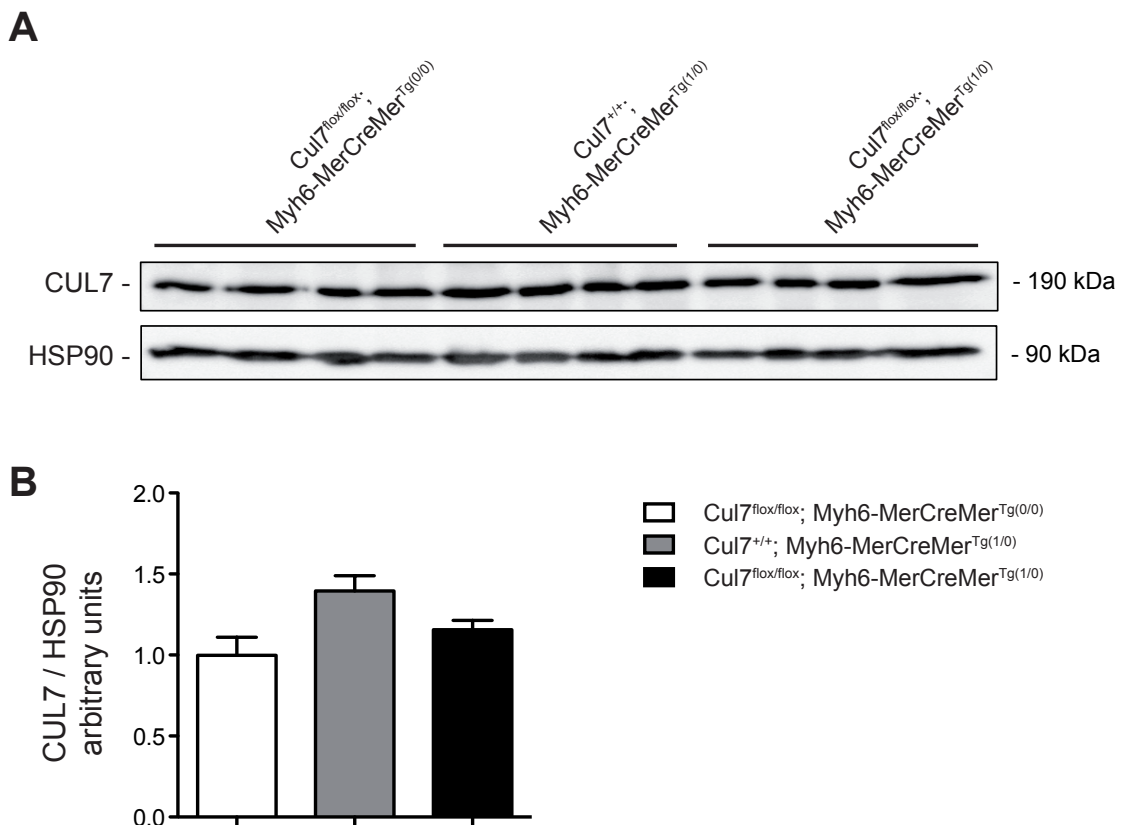 A
Cul7flox/flox;
Myh6-MerCreMerTg(0/0)
Cul7+/+;
Myh6-MerCreMerTg(1/0)
Cul7flox/flox;
Myh6-MerCreMerTg(1/0)
CUL7 -
- 190 kDa
HSP90 -
- 90 kDa
B
CUL7 / HSP90
arbitrary units
2.0
1.5
1.0
0.5
0.0
Cul7flox/flox; Myh6-MerCreMerTg(0/0)
Cul7+/+; Myh6-MerCreMerTg(1/0)
Cul7flox/flox; Myh6-MerCreMerTg(1/0)